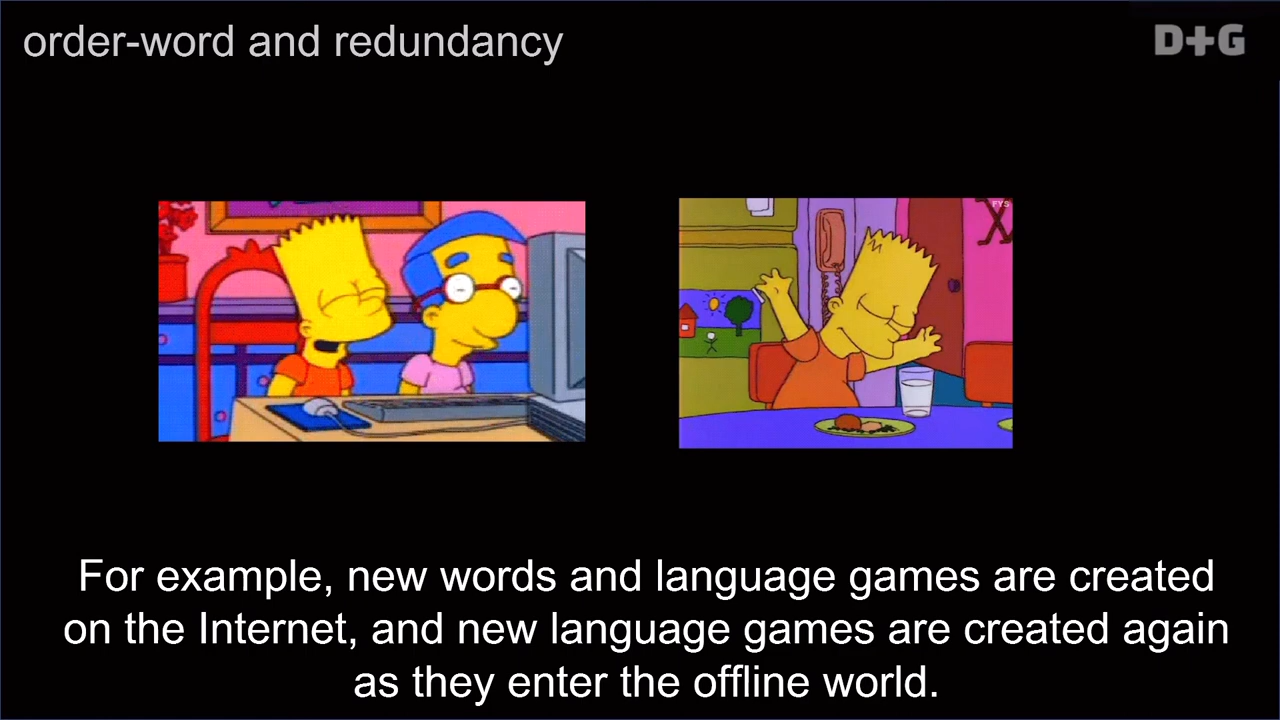 order-word and redundancy
D+G
FYS
For example, new words and language games are created
on the Internet, and new language games are created again
as they enter the offline world.